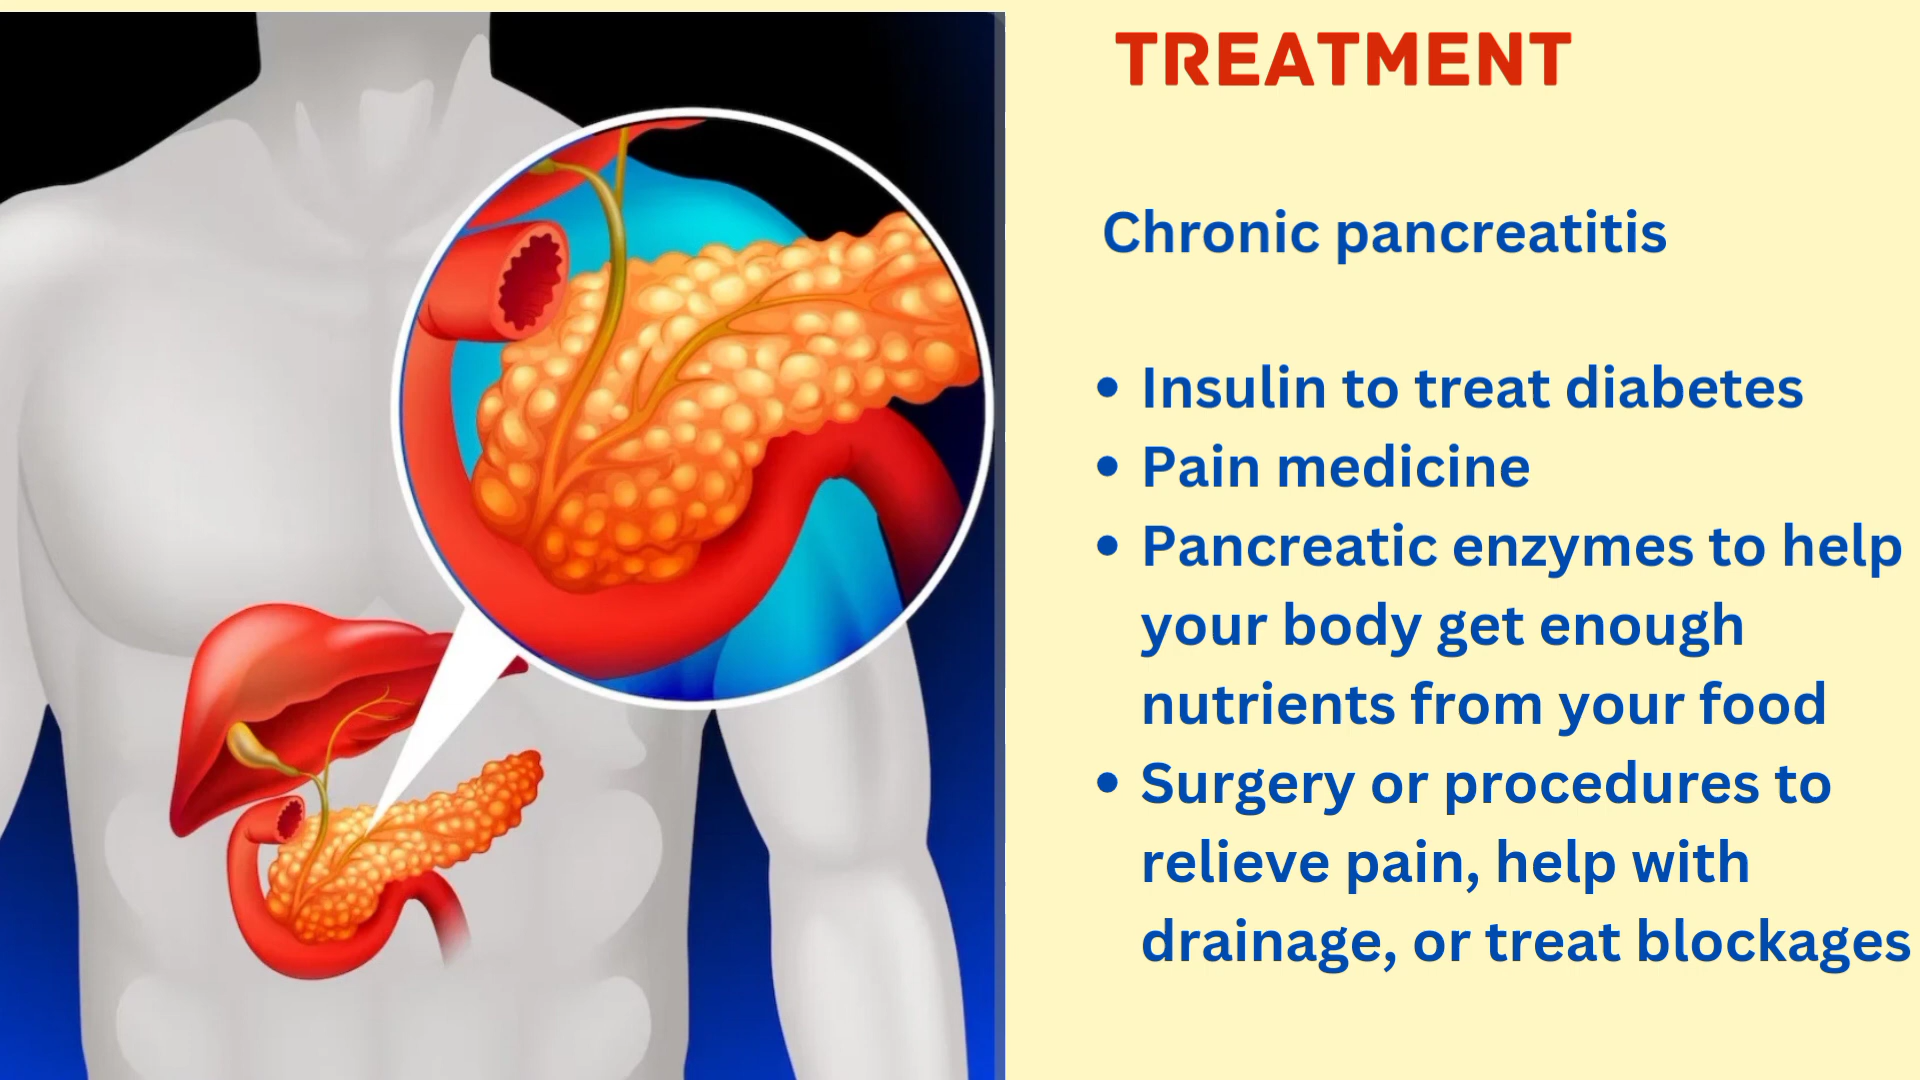 TREATMENT
Chronic pancreatitis
• Insulin to treat diabetes
• Pain medicine
• Pancreatic enzymes to help
your body get enough
nutrients from your food
• Surgery or procedures to
relieve pain, help with
drainage, or treat blockages